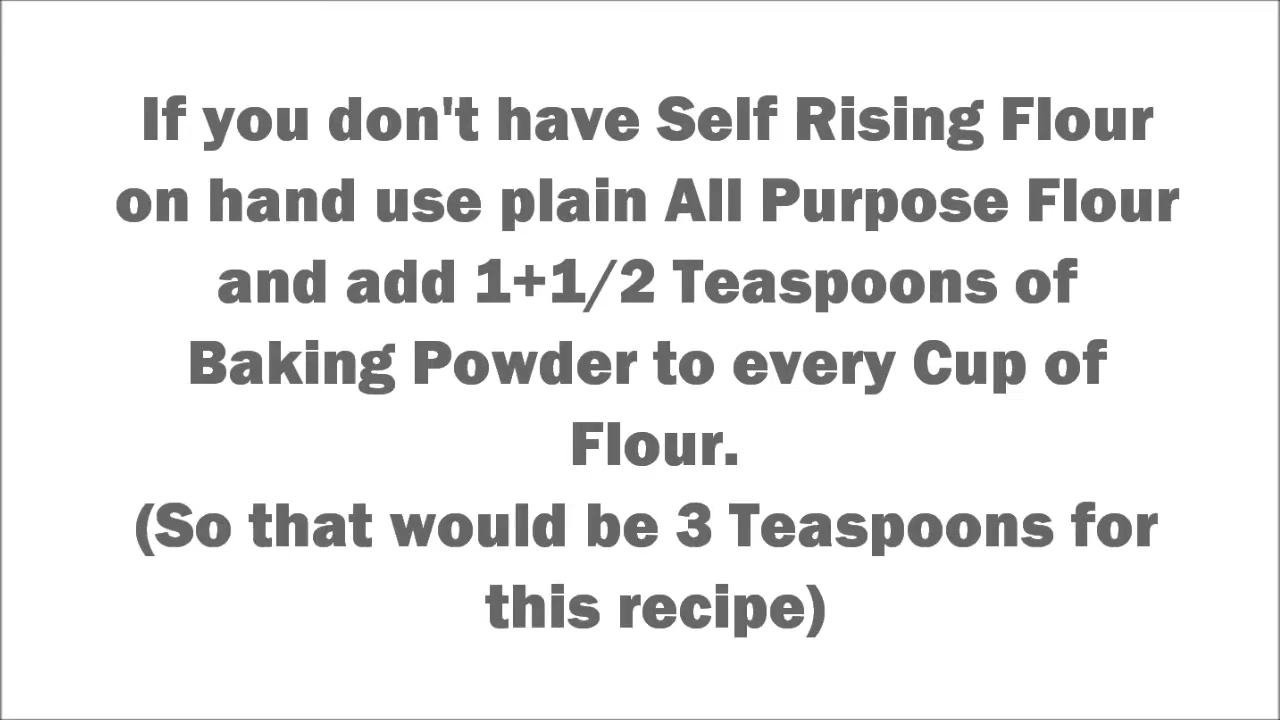 If you don't have Self Rising Flour
on hand use plain All Purpose Flour
and add 1+1/2 Teaspoons of
Baking Powder to every Cup of
Flour.
(So that would be 3 Teaspoons for
this recipe)